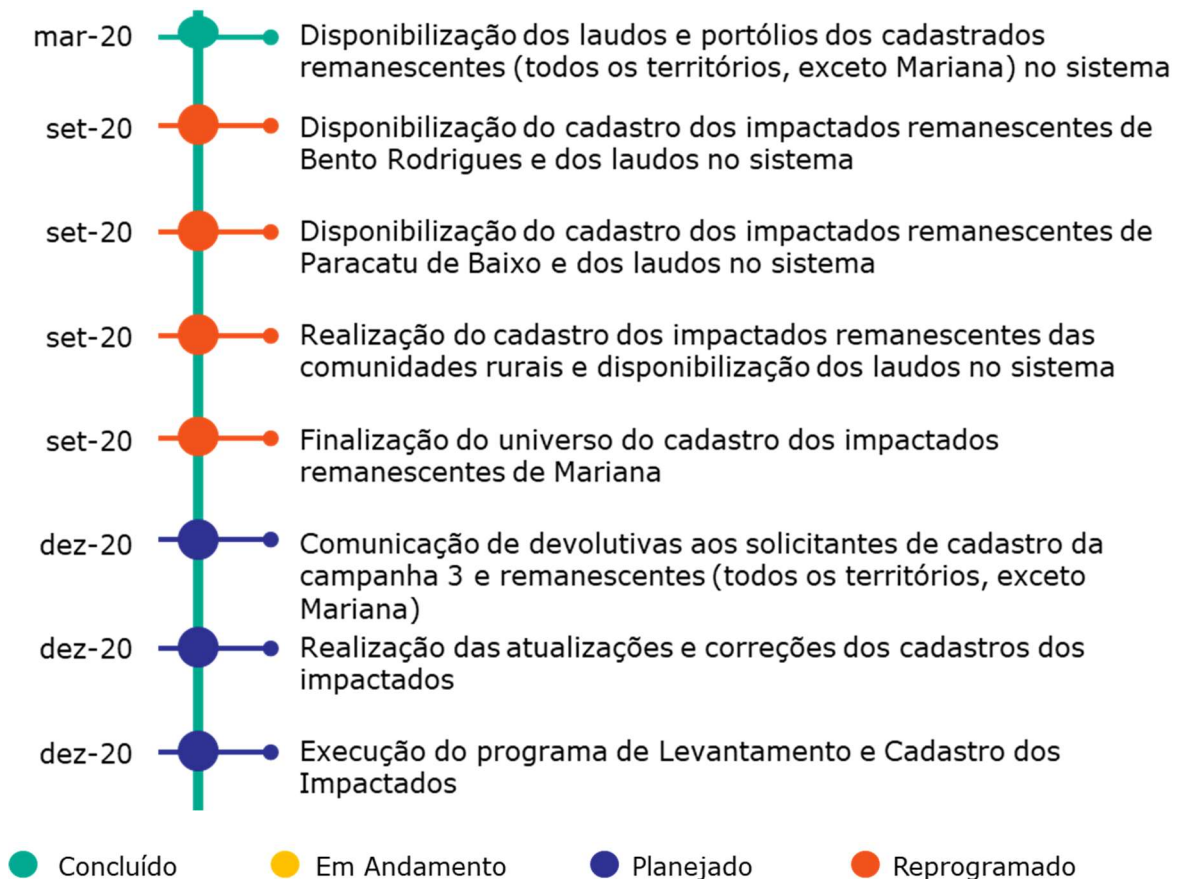 mar-20
Disponibilização dos laudos e portólios dos cadastrados
remanescentes (todos os territórios, exceto Mariana) no sistema
set-20
Disponibilização do cadastro dos impactados remanescentes de
Bento Rodrigues e dos laudos no sistema
set-20
Disponibilização do cadastro dos impactados remanescentes de
Paracatu de Baixo e dos laudos no sistema
set-20
Realização do cadastro dos impactados remanescentes das
comunidades rurais e disponibilização dos laudos no sistema
set-20
Finalização do universo do cadastro dos impactados
remanescentes de Mariana
dez-20
Comunicação de devolutivas aos solicitantes de cadastro da
campanha 3 e remanescentes (todos os territórios, exceto
Mariana)
dez-20
Realização das atualizações e correções dos cadastros dos
impactados
dez-20
Execução do programa de Levantamento e Cadastro dos
Impactados
Concluído Em Andamento Planejado Reprogramado